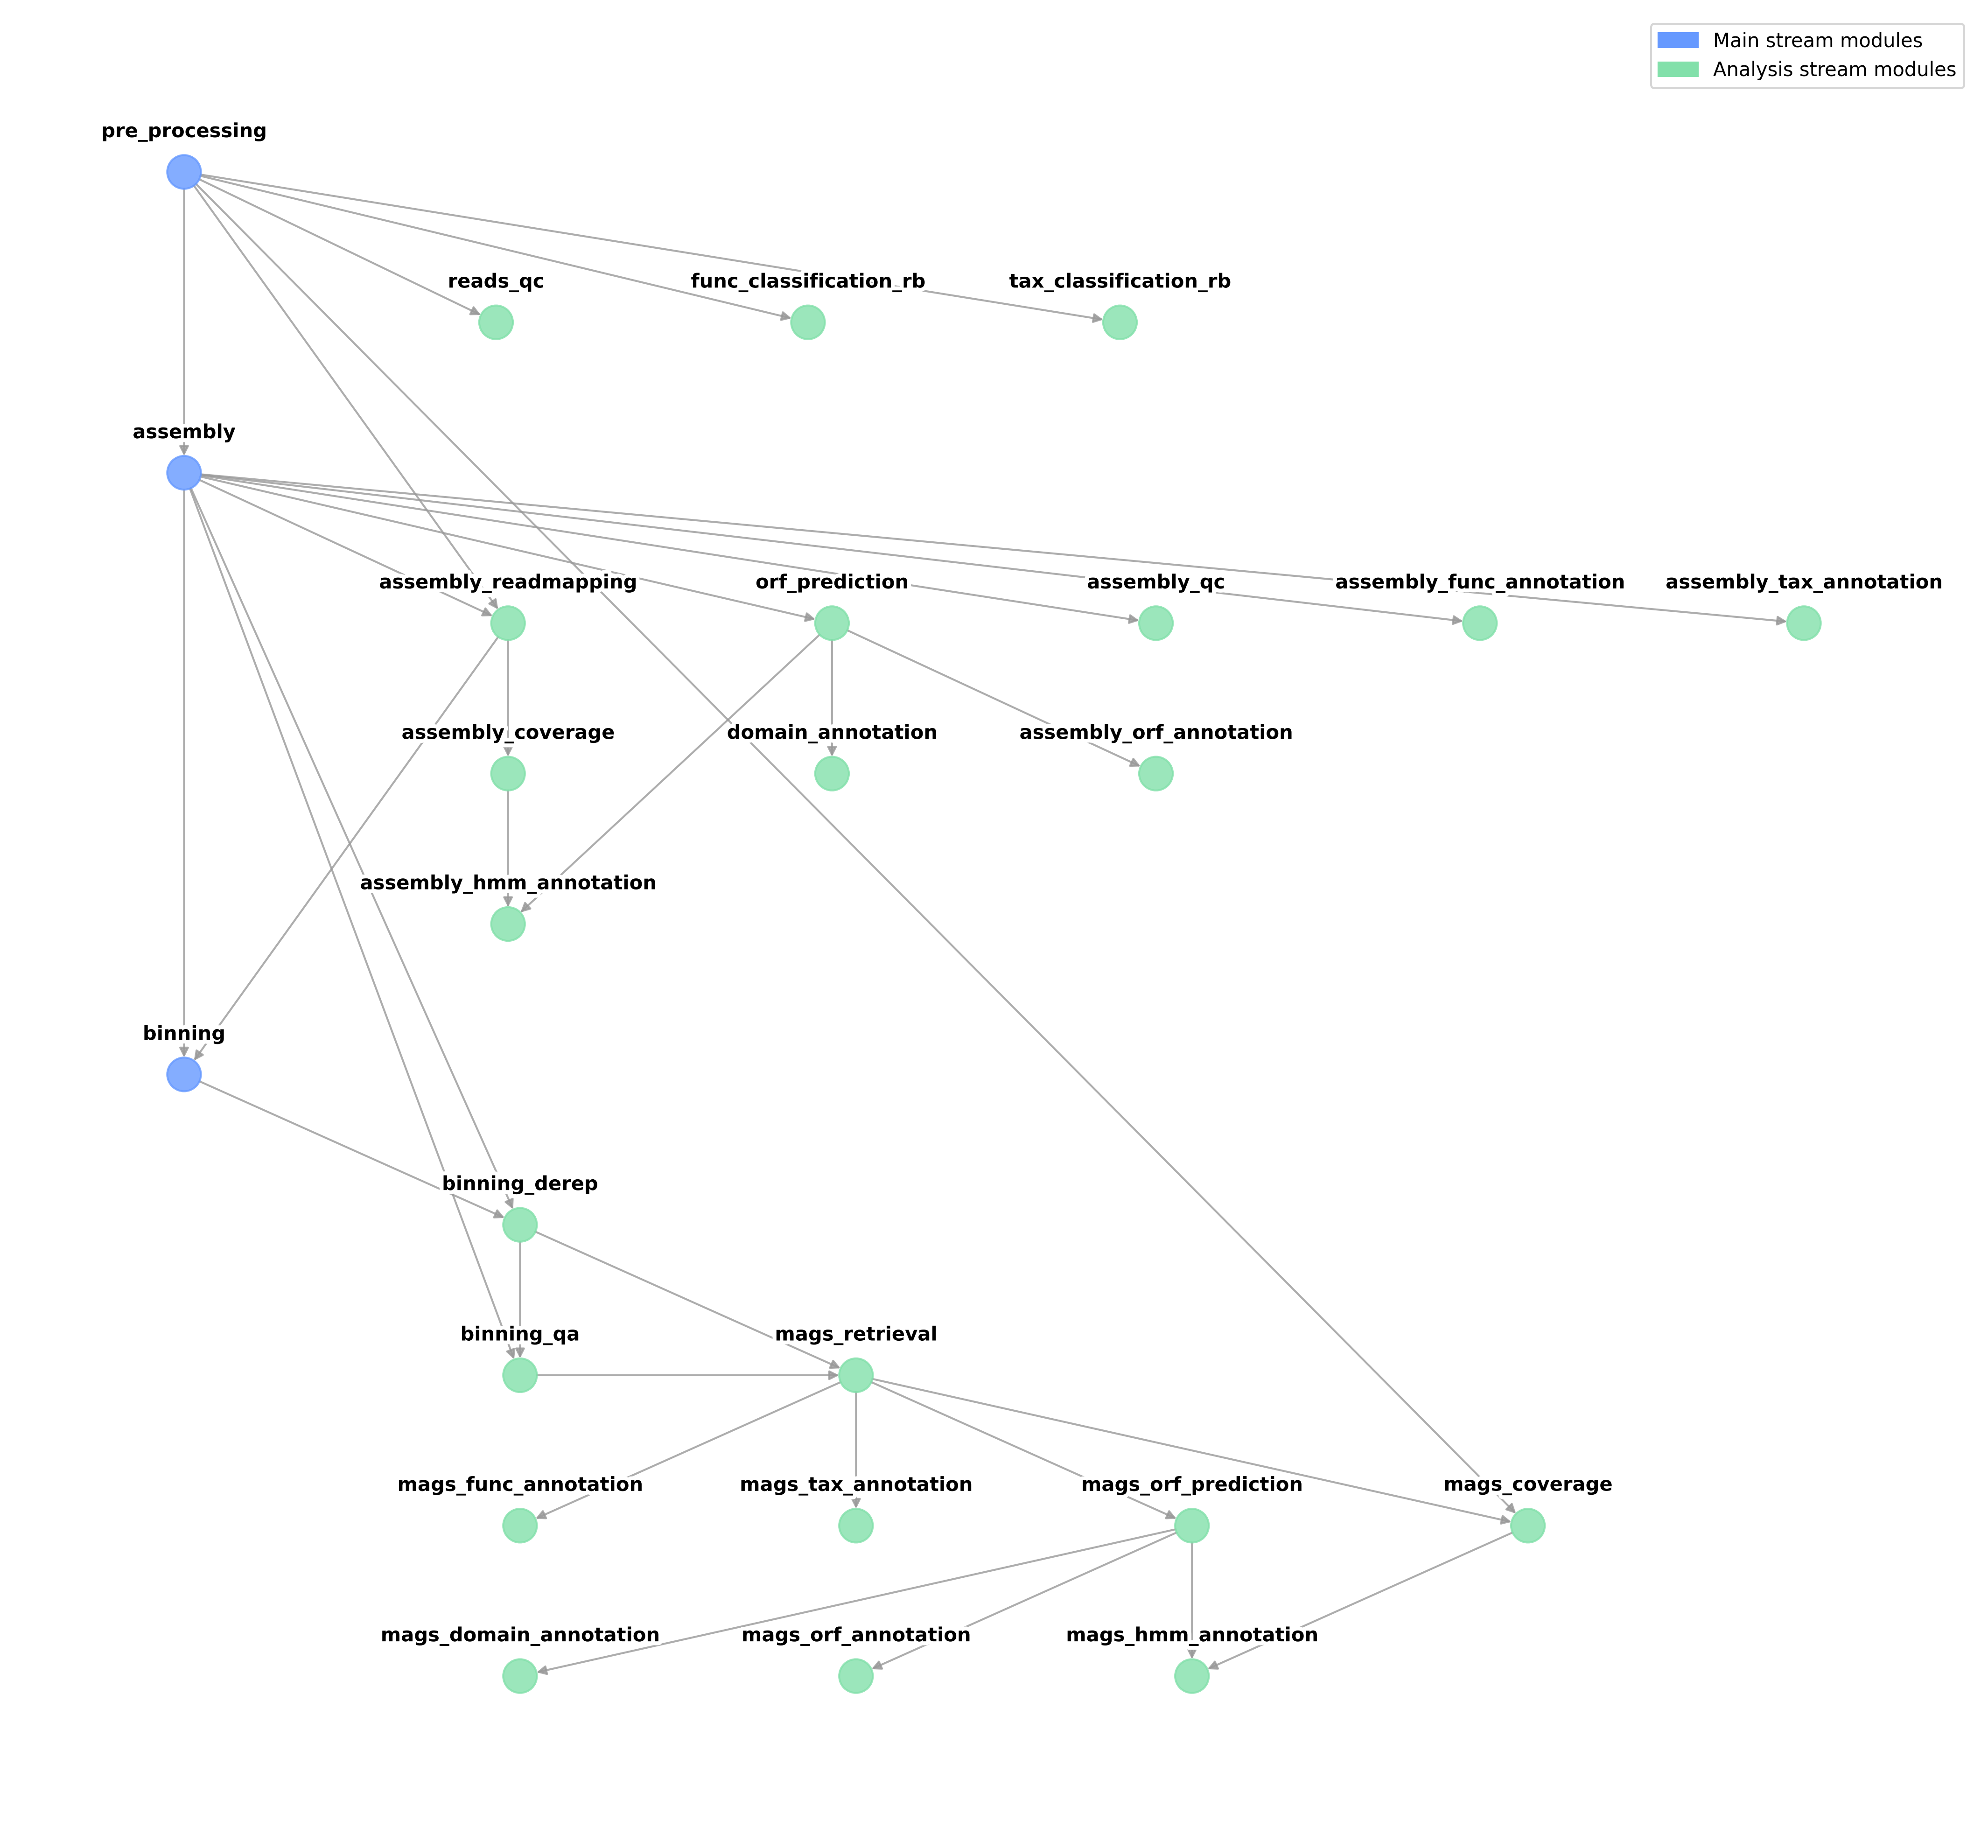 Main stream modules
Analysis stream modules
pre_processing
reads_qc
func_classification_rb
tax_classification_rb
assembly
assembly_readmapping
orf_prediction
assembly_qc
assembly_func_annotation
assembly_tax_annotation
assembly_coverage
domain_annotation
assembly_orf_annotation
assembly_hmm_annotation
binning
binning_derep
binning_qa
mags_retrieval
mags_func_annotation
mags_tax_annotation
mags_orf_prediction
mags_coverage
mags_domain_annotation
mags_orf_annotation
mags_hmm_annotation